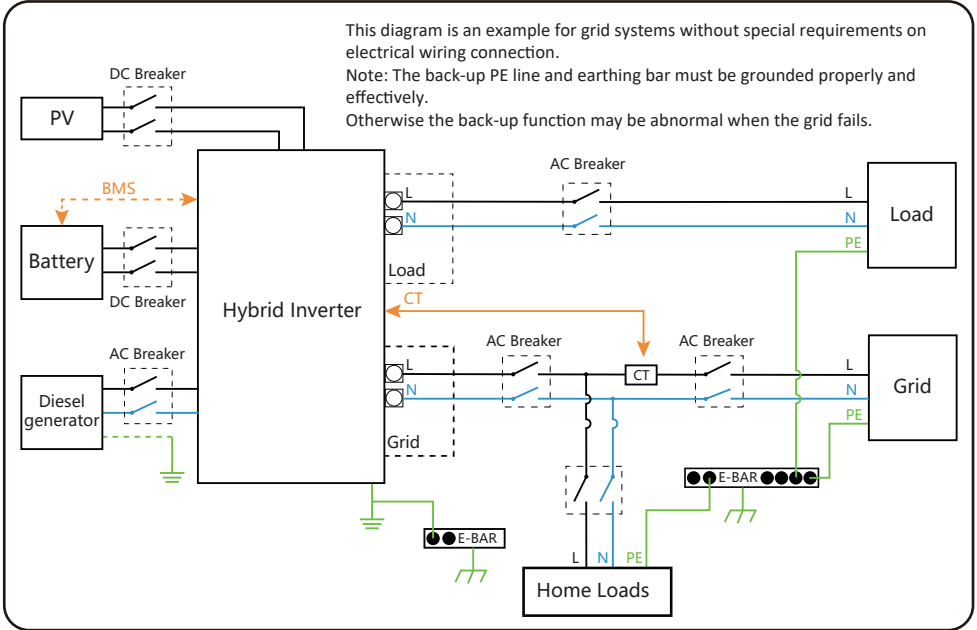 This diagram is an example for grid systems without special requirements on
electrical wiring connection.
Note: The back-up PE line and earthing bar must be grounded properly and
effectively.
Otherwise the back-up function may be abnormal when the grid fails.
DC Breaker
PV
BMS
Battery
DC Breaker
AC Breaker
Diesel
generator
Hybrid Inverter
L
N
Load
CT
L
N
Grid
AC Breaker
L
N
PE
Load
AC Breaker
CT
AC Breaker
L
N
PE
Grid
E-BAR
E-BAR
L
N
PE
Home Loads